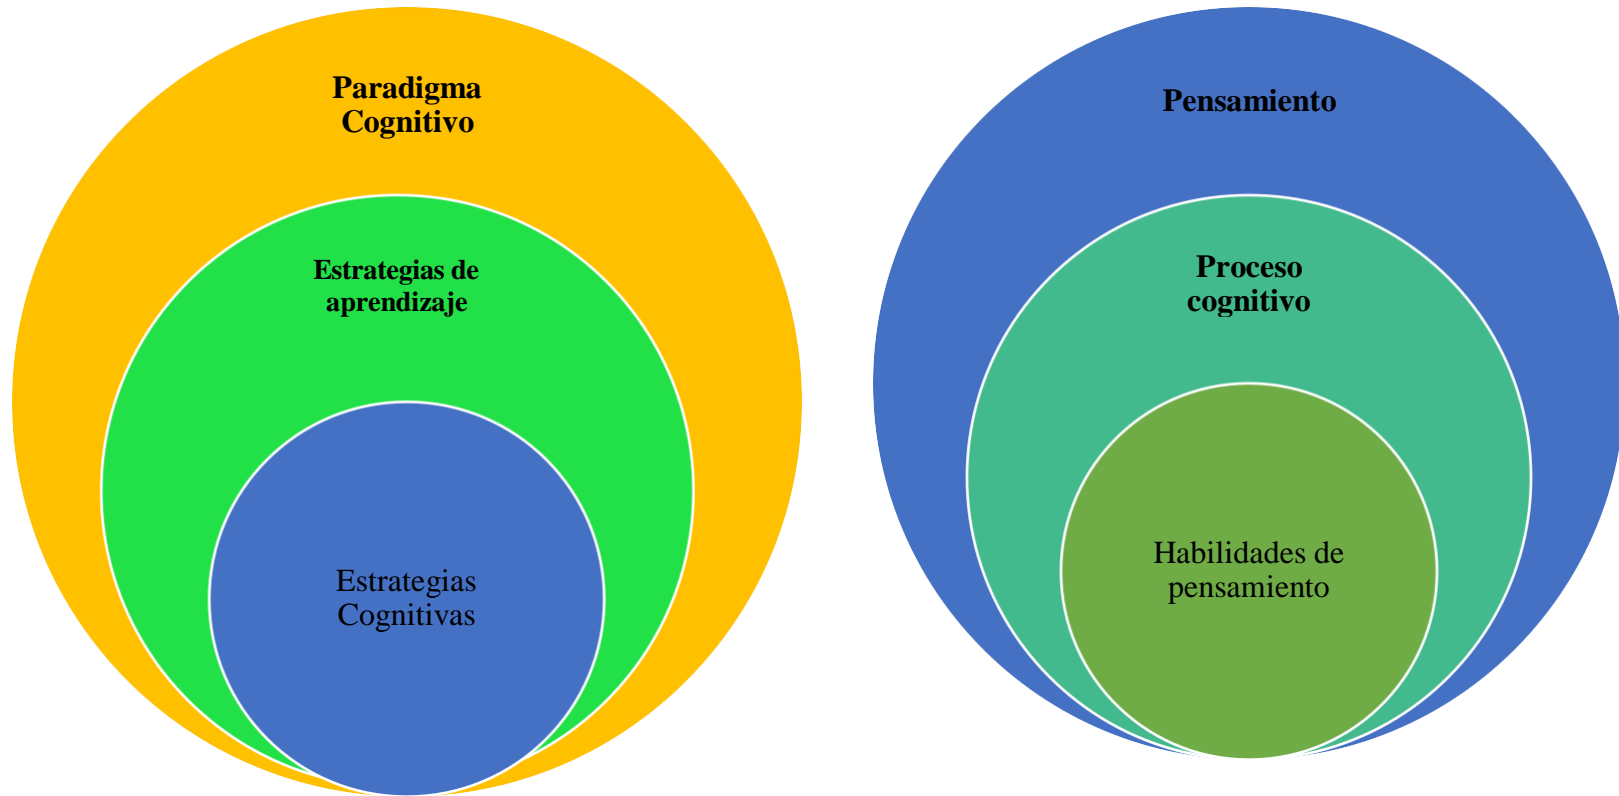 Paradigma
Cognitivo
Estrategias de
aprendizaje
Estrategias
Cognitivas
Pensamiento
Proceso
cognitivo
Habilidades de
pensamiento